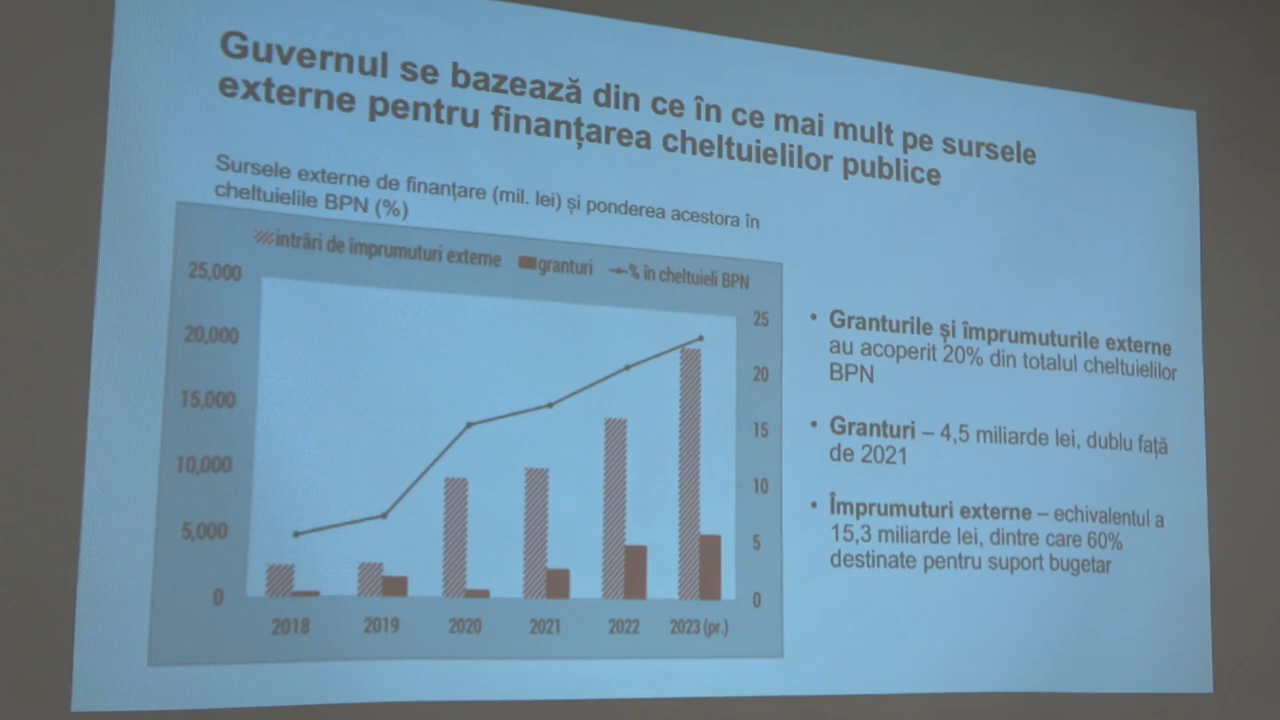 Guvernul se bazează din ce în ce mai mult pe sursele
externe pentru finanțarea cheltuielilor publice
Sursele externe de finanțare (mil. lei) și ponderea acestora în
cheltuielile BPN (%)
intrări de împrumuturi externe granturi % în cheltuieli BPN
25,000
20,000
15,000
10,000
5,000
0
25
20
15
10
5
0
2018 2019 2020 2021 2022 2023 (pr.)
• Granturile și împrumuturile externe
au acoperit 20% din totalul cheltuielilor
BPN
• Granturi – 4,5 miliarde lei, dublu față
de 2021
• Împrumuturi externe – echivalentul a
15,3 miliarde lei, dintre care 60%
destinate pentru suport bugetar